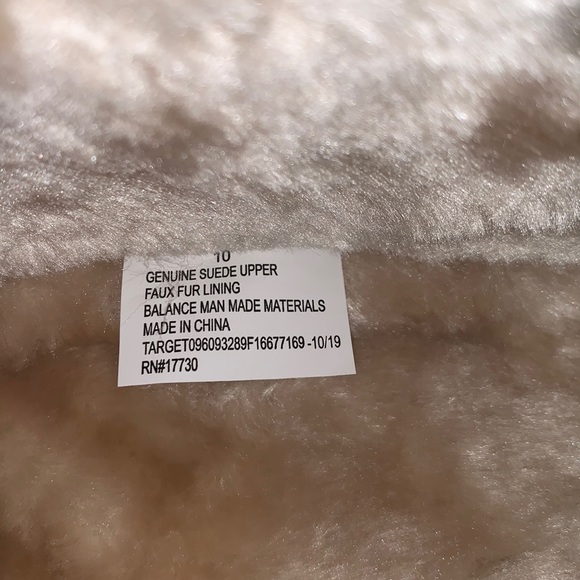 10
GENUINE SUEDE UPPER
FAUX FUR LINING
BALANCE MAN MADE MATERIALS
MADE IN CHINA
TARGET096093289F16677169 -10/19
RN#17730